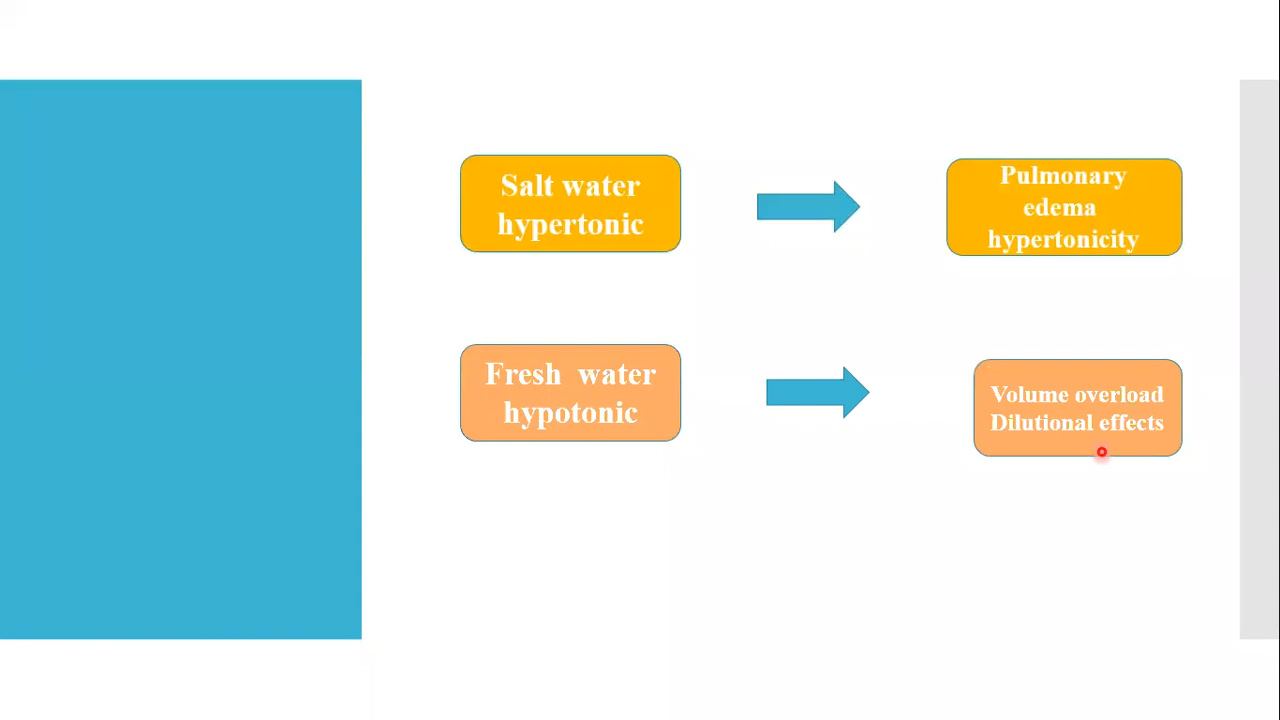 Salt water
hypertonic
Pulmonary
edema
hypertonicity
Fresh water
hypotonic
Volume overload
Dilutional effects